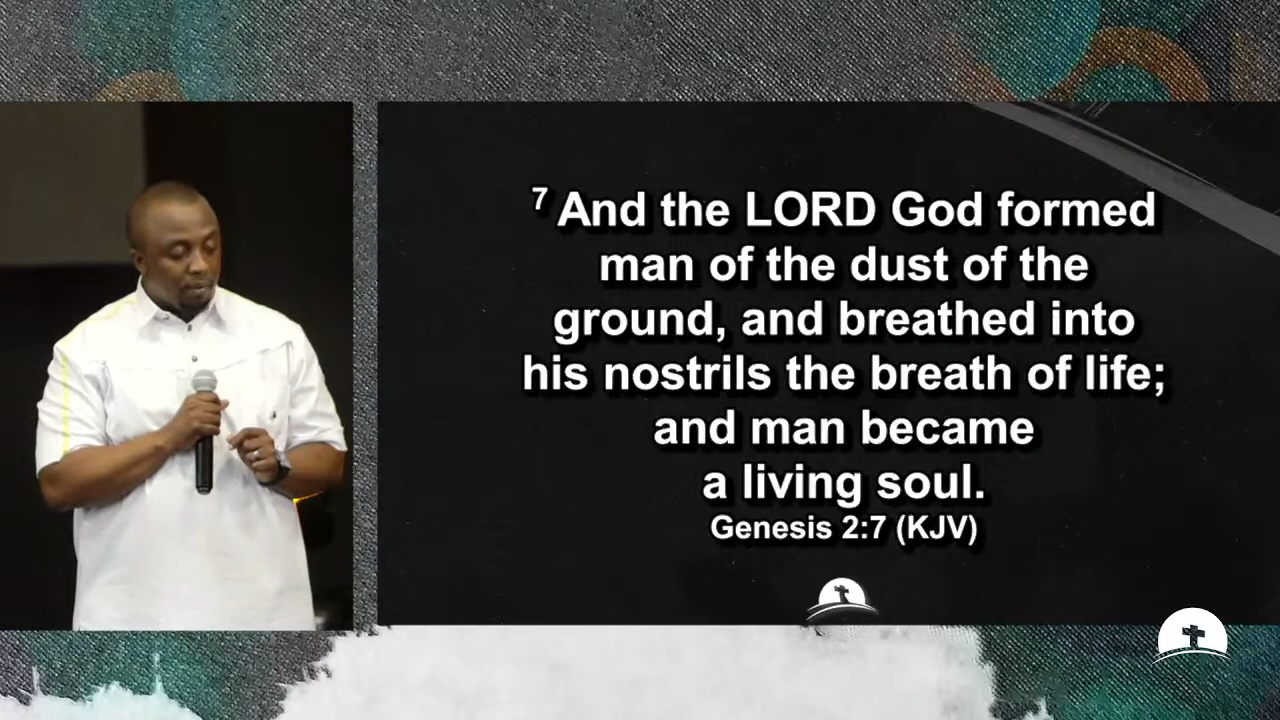 7 And the LORD God formed
man of the dust of the
ground, and breathed into
his nostrils the breath of life;
and man became
a living soul.
Genesis 2:7 (KJV)